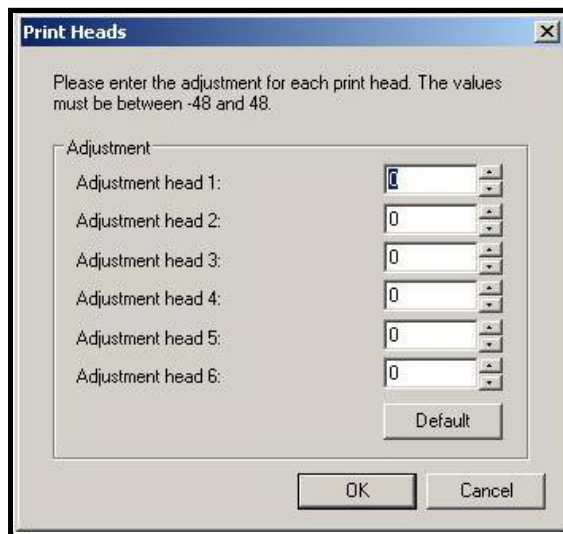 Print Heads
Please enter the adjustment for each print head. The values
must be between -48 and 48.
Adjustment
Adjustment head 1: 0
Adjustment head 2: 0
Adjustment head 3: 0
Adjustment head 4: 0
Adjustment head 5: 0
Adjustment head 6: 0
Default
OK Cancel